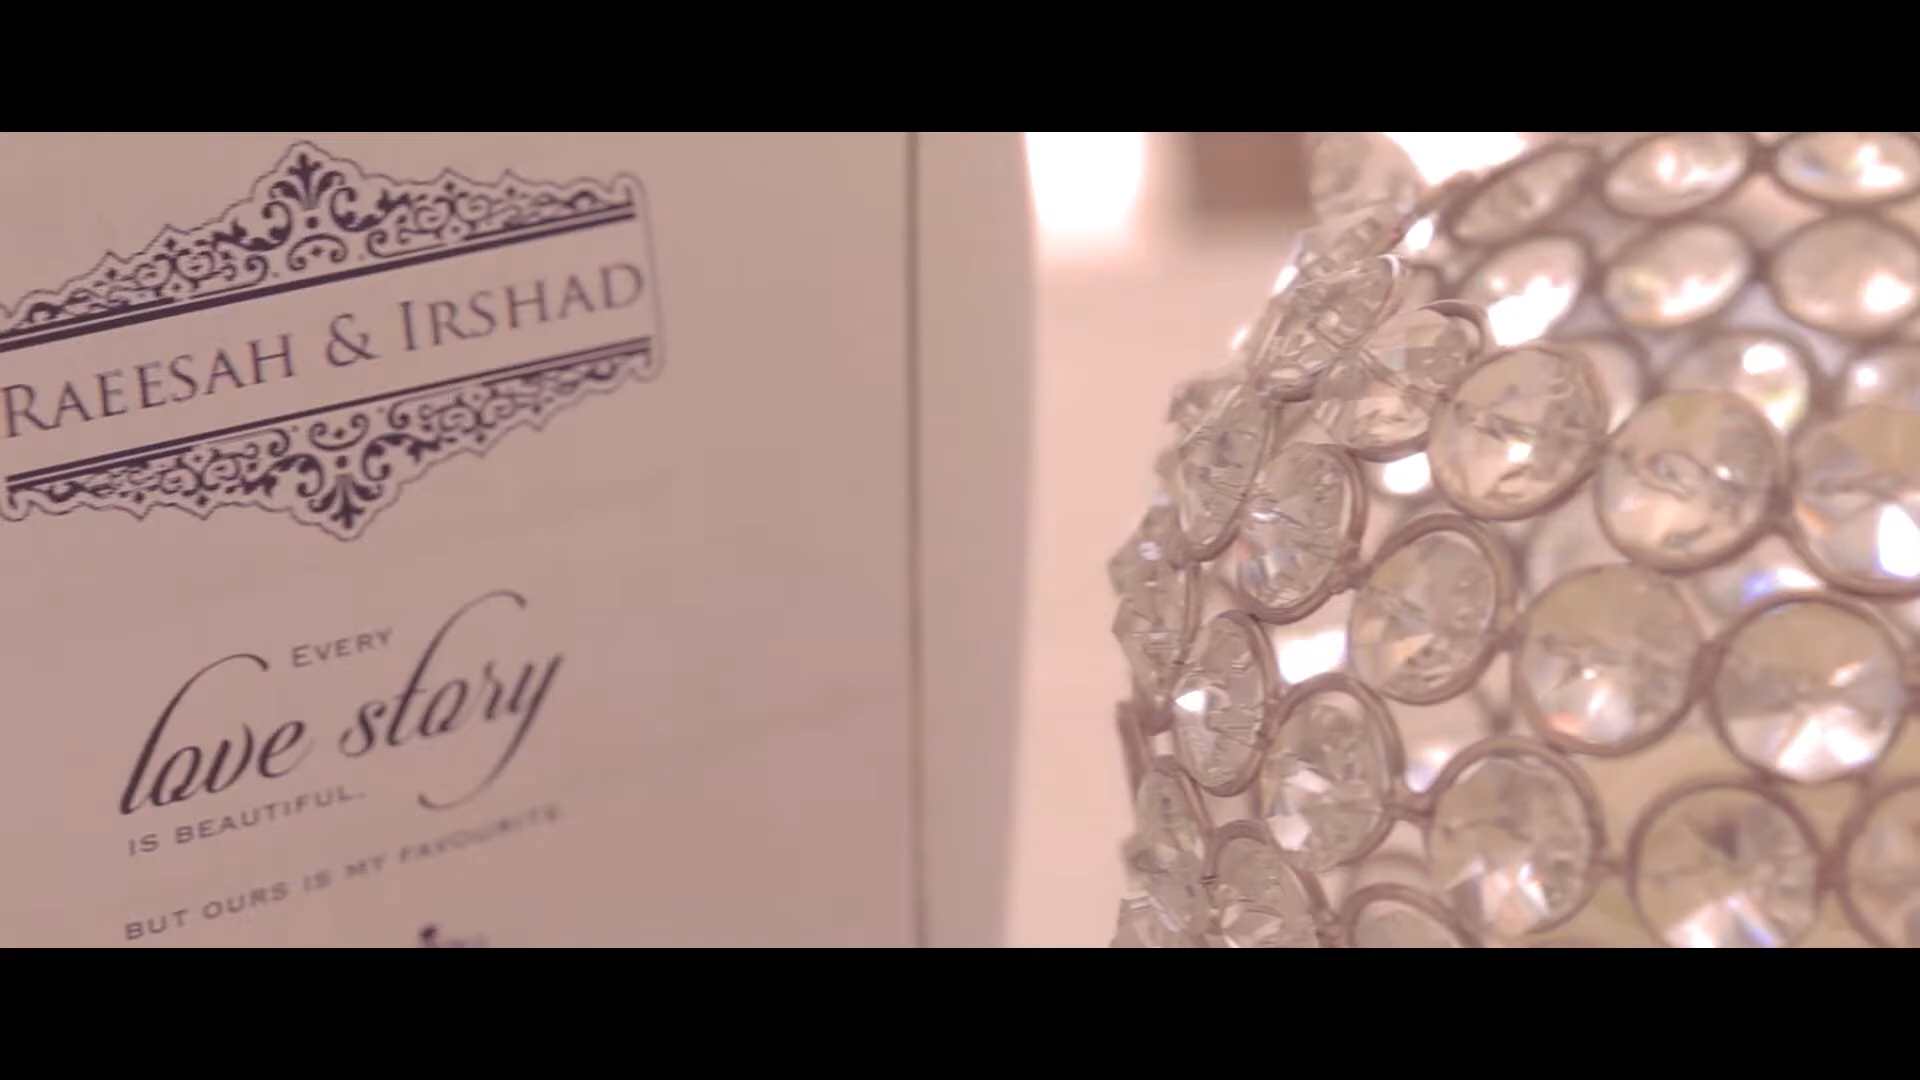 RAEESAH & IRSHAD
EVERY
love story
IS BEAUTIFUL.
BUT OURS IS MY FAVOURITE.